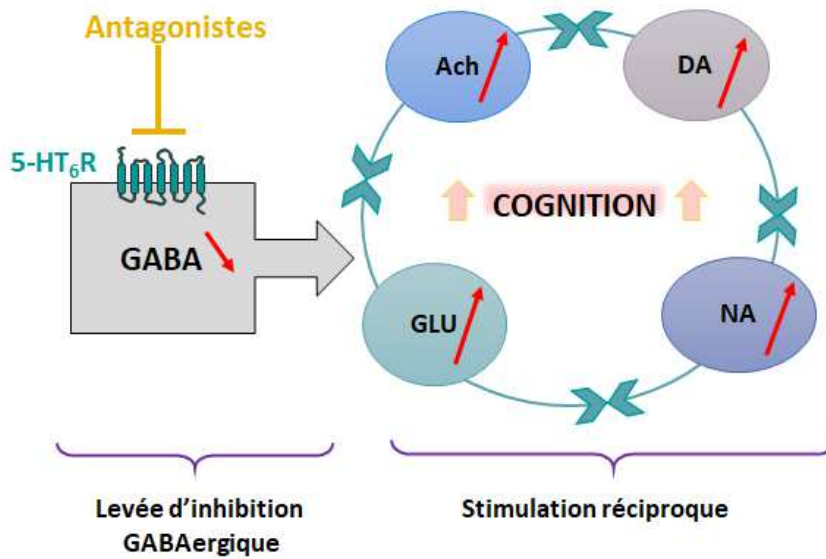 Antagonistes
5-HT₆R
GABA
Ach
DA
COGNITION
GLU
NA
Levée d’inhibition
GABAergique
Stimulation réciproque